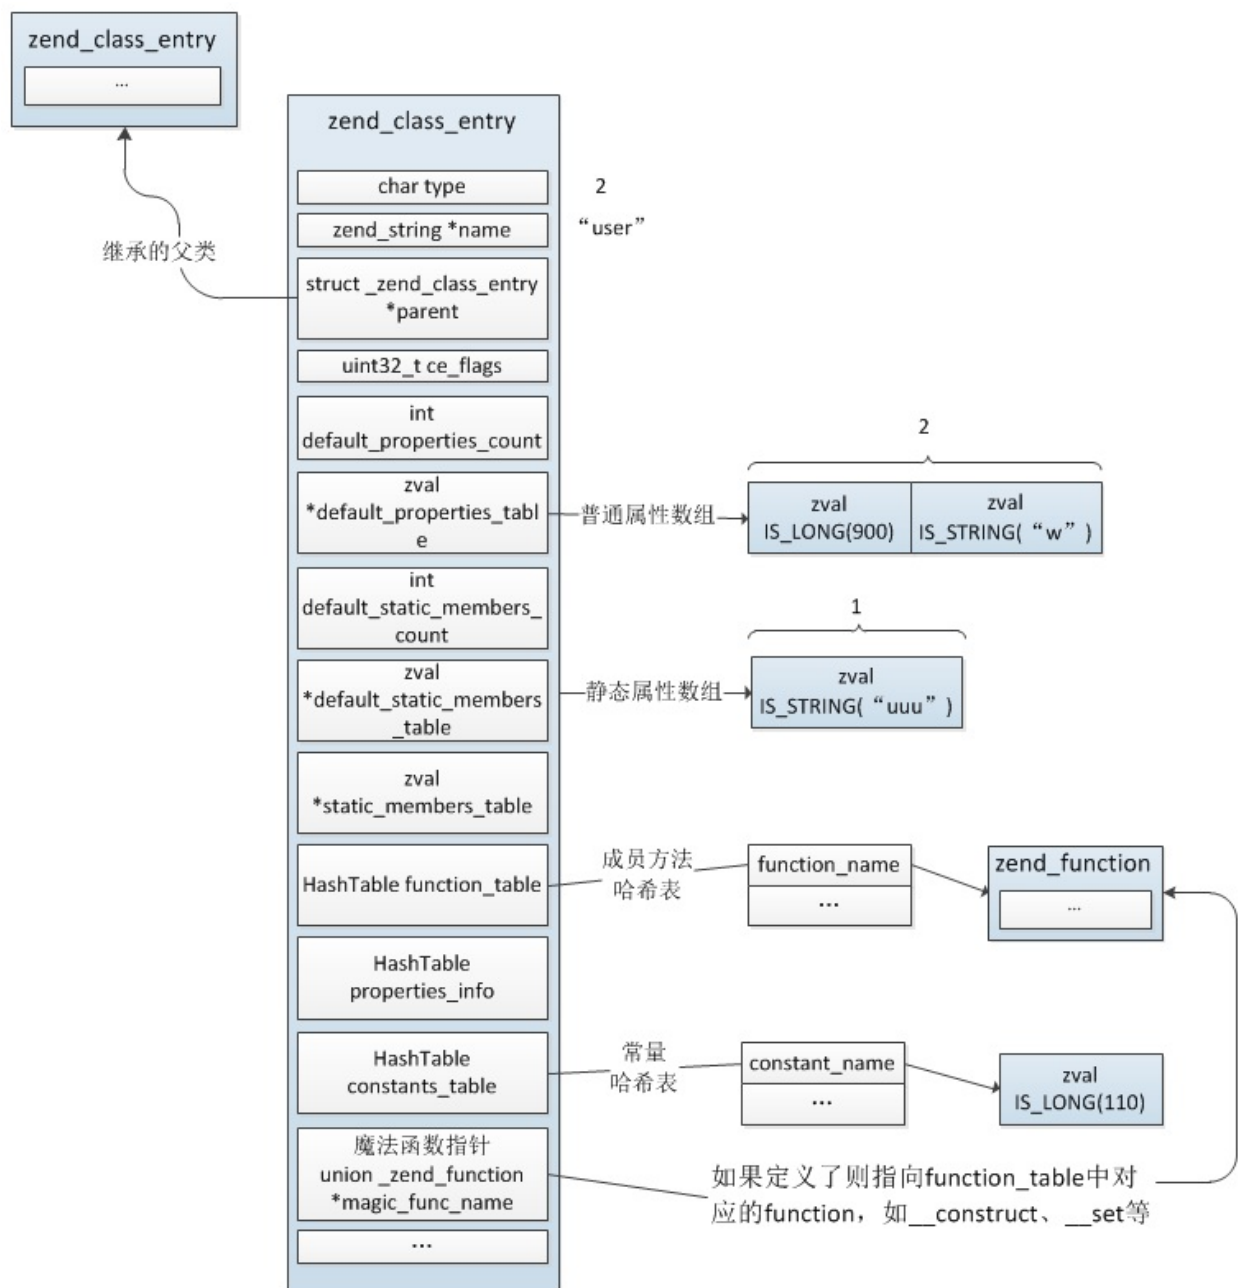 zend_class_entry
...
zend_class_entry
char type
2
zend_string *name
“user”
继承的父类
struct _zend_class_entry
*parent
uint32_t ce_flags
int
default_properties_count
2
zval
*default_properties_tabl
e
普通属性数组
zval
IS_LONG(900)
zval
IS_STRING(“w”)
int
default_static_members_
count
1
zval
*default_static_members
_table
静态属性数组
zval
IS_STRING(“uuu”)
zval
*static_members_table
HashTable function_table
成员方法
哈希表
function_name
...
zend_function
...
HashTable
properties_info
HashTable
constants_table
常量
哈希表
constant_name
...
zval
IS_LONG(110)
魔法函数指针
union _zend_function
*magic_func_name
如果定义了则指向function_table中对
应的function，如__construct、__set等
...